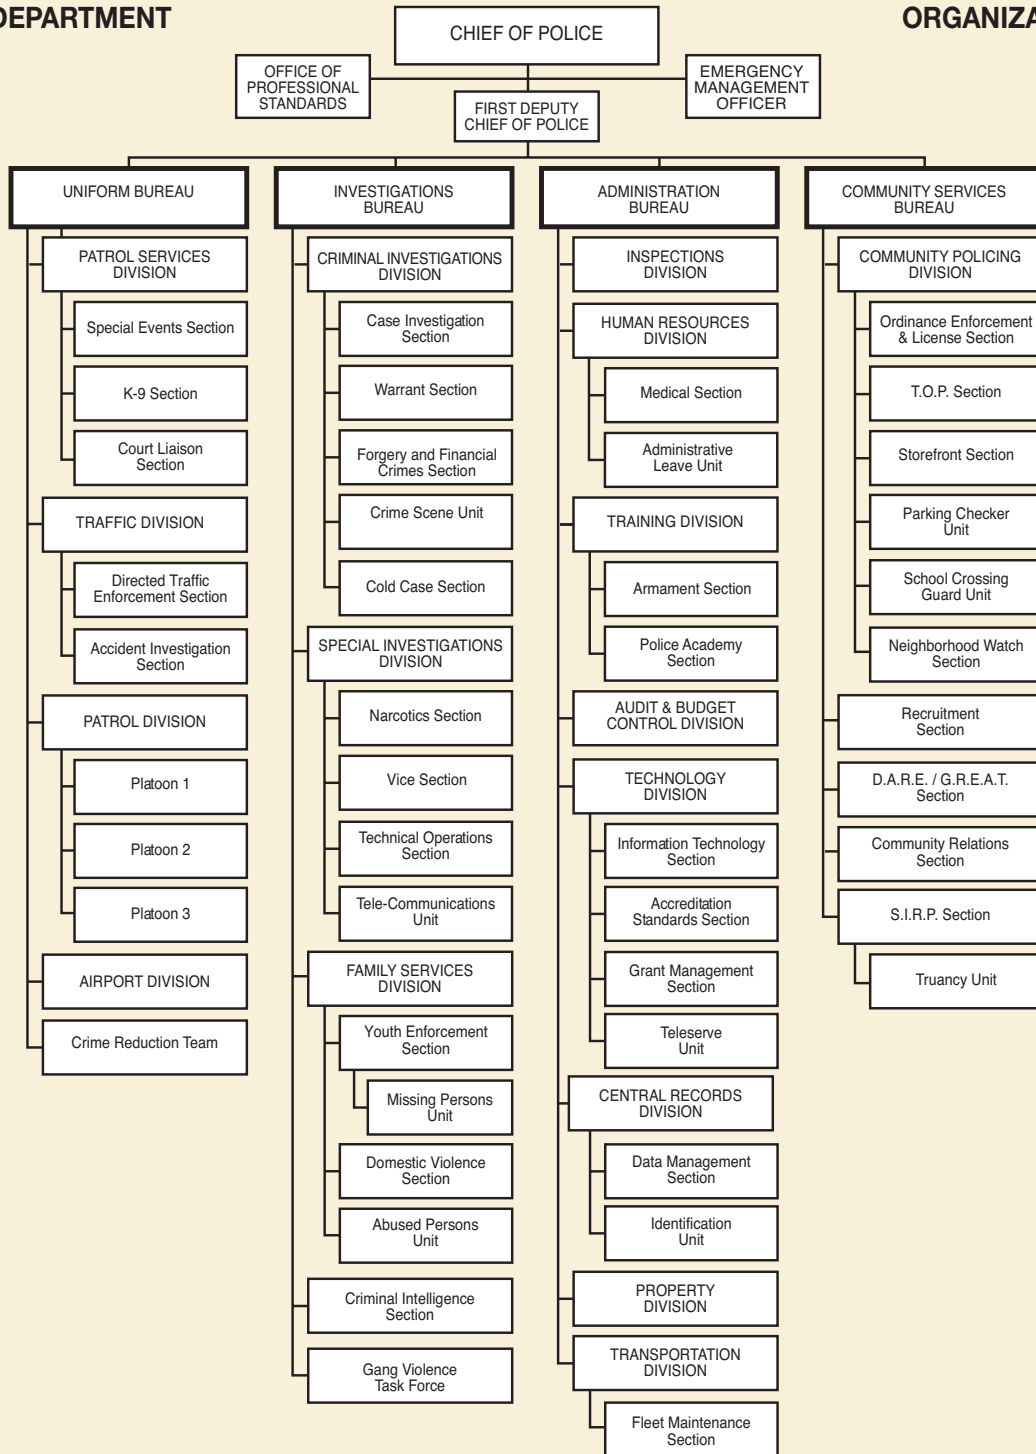 DEPARTMENT
ORGANIZA
CHIEF OF POLICE
OFFICE OF
PROFESSIONAL
STANDARDS
EMERGENCY
MANAGEMENT
OFFICER
FIRST DEPUTY
CHIEF OF POLICE
UNIFORM BUREAU
PATROL SERVICES
DIVISION
Special Events Section
K-9 Section
Court Liaison
Section
TRAFFIC DIVISION
Directed Traffic
Enforcement Section
Accident Investigation
Section
PATROL DIVISION
Platoon 1
Platoon 2
Platoon 3
AIRPORT DIVISION
Crime Reduction Team
INVESTIGATIONS
BUREAU
CRIMINAL INVESTIGATIONS
DIVISION
Case Investigation
Section
Warrant Section
Forgery and Financial
Crimes Section
Crime Scene Unit
Cold Case Section
SPECIAL INVESTIGATIONS
DIVISION
Narcotics Section
Vice Section
Technical Operations
Section
Tele-Communications
Unit
FAMILY SERVICES
DIVISION
Youth Enforcement
Section
Missing Persons
Unit
Domestic Violence
Section
Abused Persons
Unit
Criminal Intelligence
Section
Gang Violence
Task Force
ADMINISTRATION
BUREAU
INSPECTIONS
DIVISION
HUMAN RESOURCES
DIVISION
Medical Section
Administrative
Leave Unit
TRAINING DIVISION
Armament Section
Police Academy
Section
AUDIT & BUDGET
CONTROL DIVISION
TECHNOLOGY
DIVISION
Information Technology
Section
Accreditation
Standards Section
Grant Management
Section
Teleserve
Unit
CENTRAL RECORDS
DIVISION
Data Management
Section
Identification
Unit
PROPERTY
DIVISION
TRANSPORTATION
DIVISION
Fleet Maintenance
Section
COMMUNITY SERVICES
BUREAU
COMMUNITY POLICING
DIVISION
Ordinance Enforcement
& License Section
T.O.P. Section
Storefront Section
Parking Checker
Unit
School Crossing
Guard Unit
Neighborhood Watch
Section
Recruitment
Section
D.A.R.E. / G.R.E.A.T.
Section
Community Relations
Section
S.I.R.P. Section
Truancy Unit